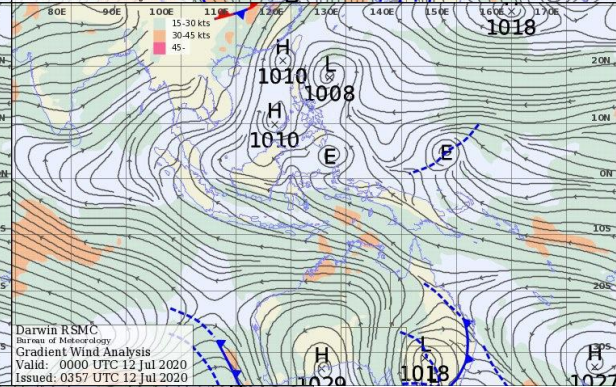 80E 90E 100E 110E 120E 130E 140E 150E 160E 170E
15-30 kts
30-45 kts
45-
1018
H
1010
L
1008
20N
H
1010
10N
E
E
0N
10S
20S
Darwin RSMC
Bureau of Meteorology
Gradient Wind Analysis
Valid: 0000 UTC 12 Jul 2020
Issued: 0357 UTC 12 Jul 2020
H
L
1018
30S
H